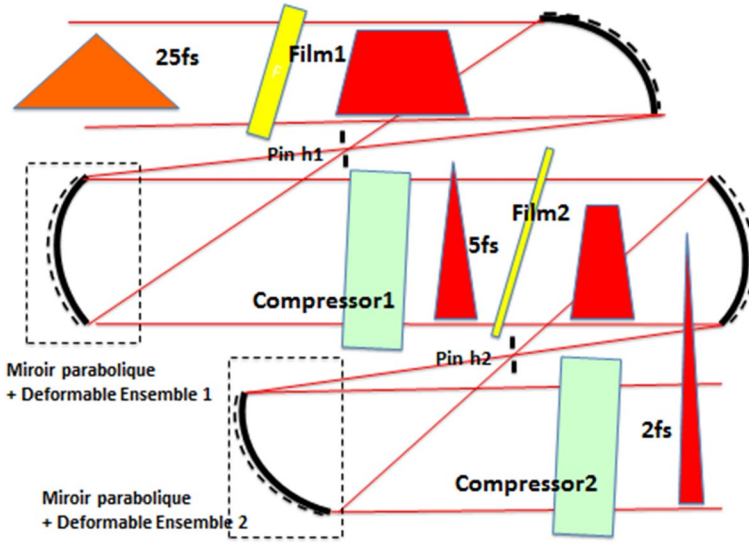 25fs
Film1
F
Pin h1
Film2
5fs
Compressor1
Pin h2
Miroir parabolique
+ Deformable Ensemble 1
2fs
Compressor2
Miroir parabolique
+ Deformable Ensemble 2